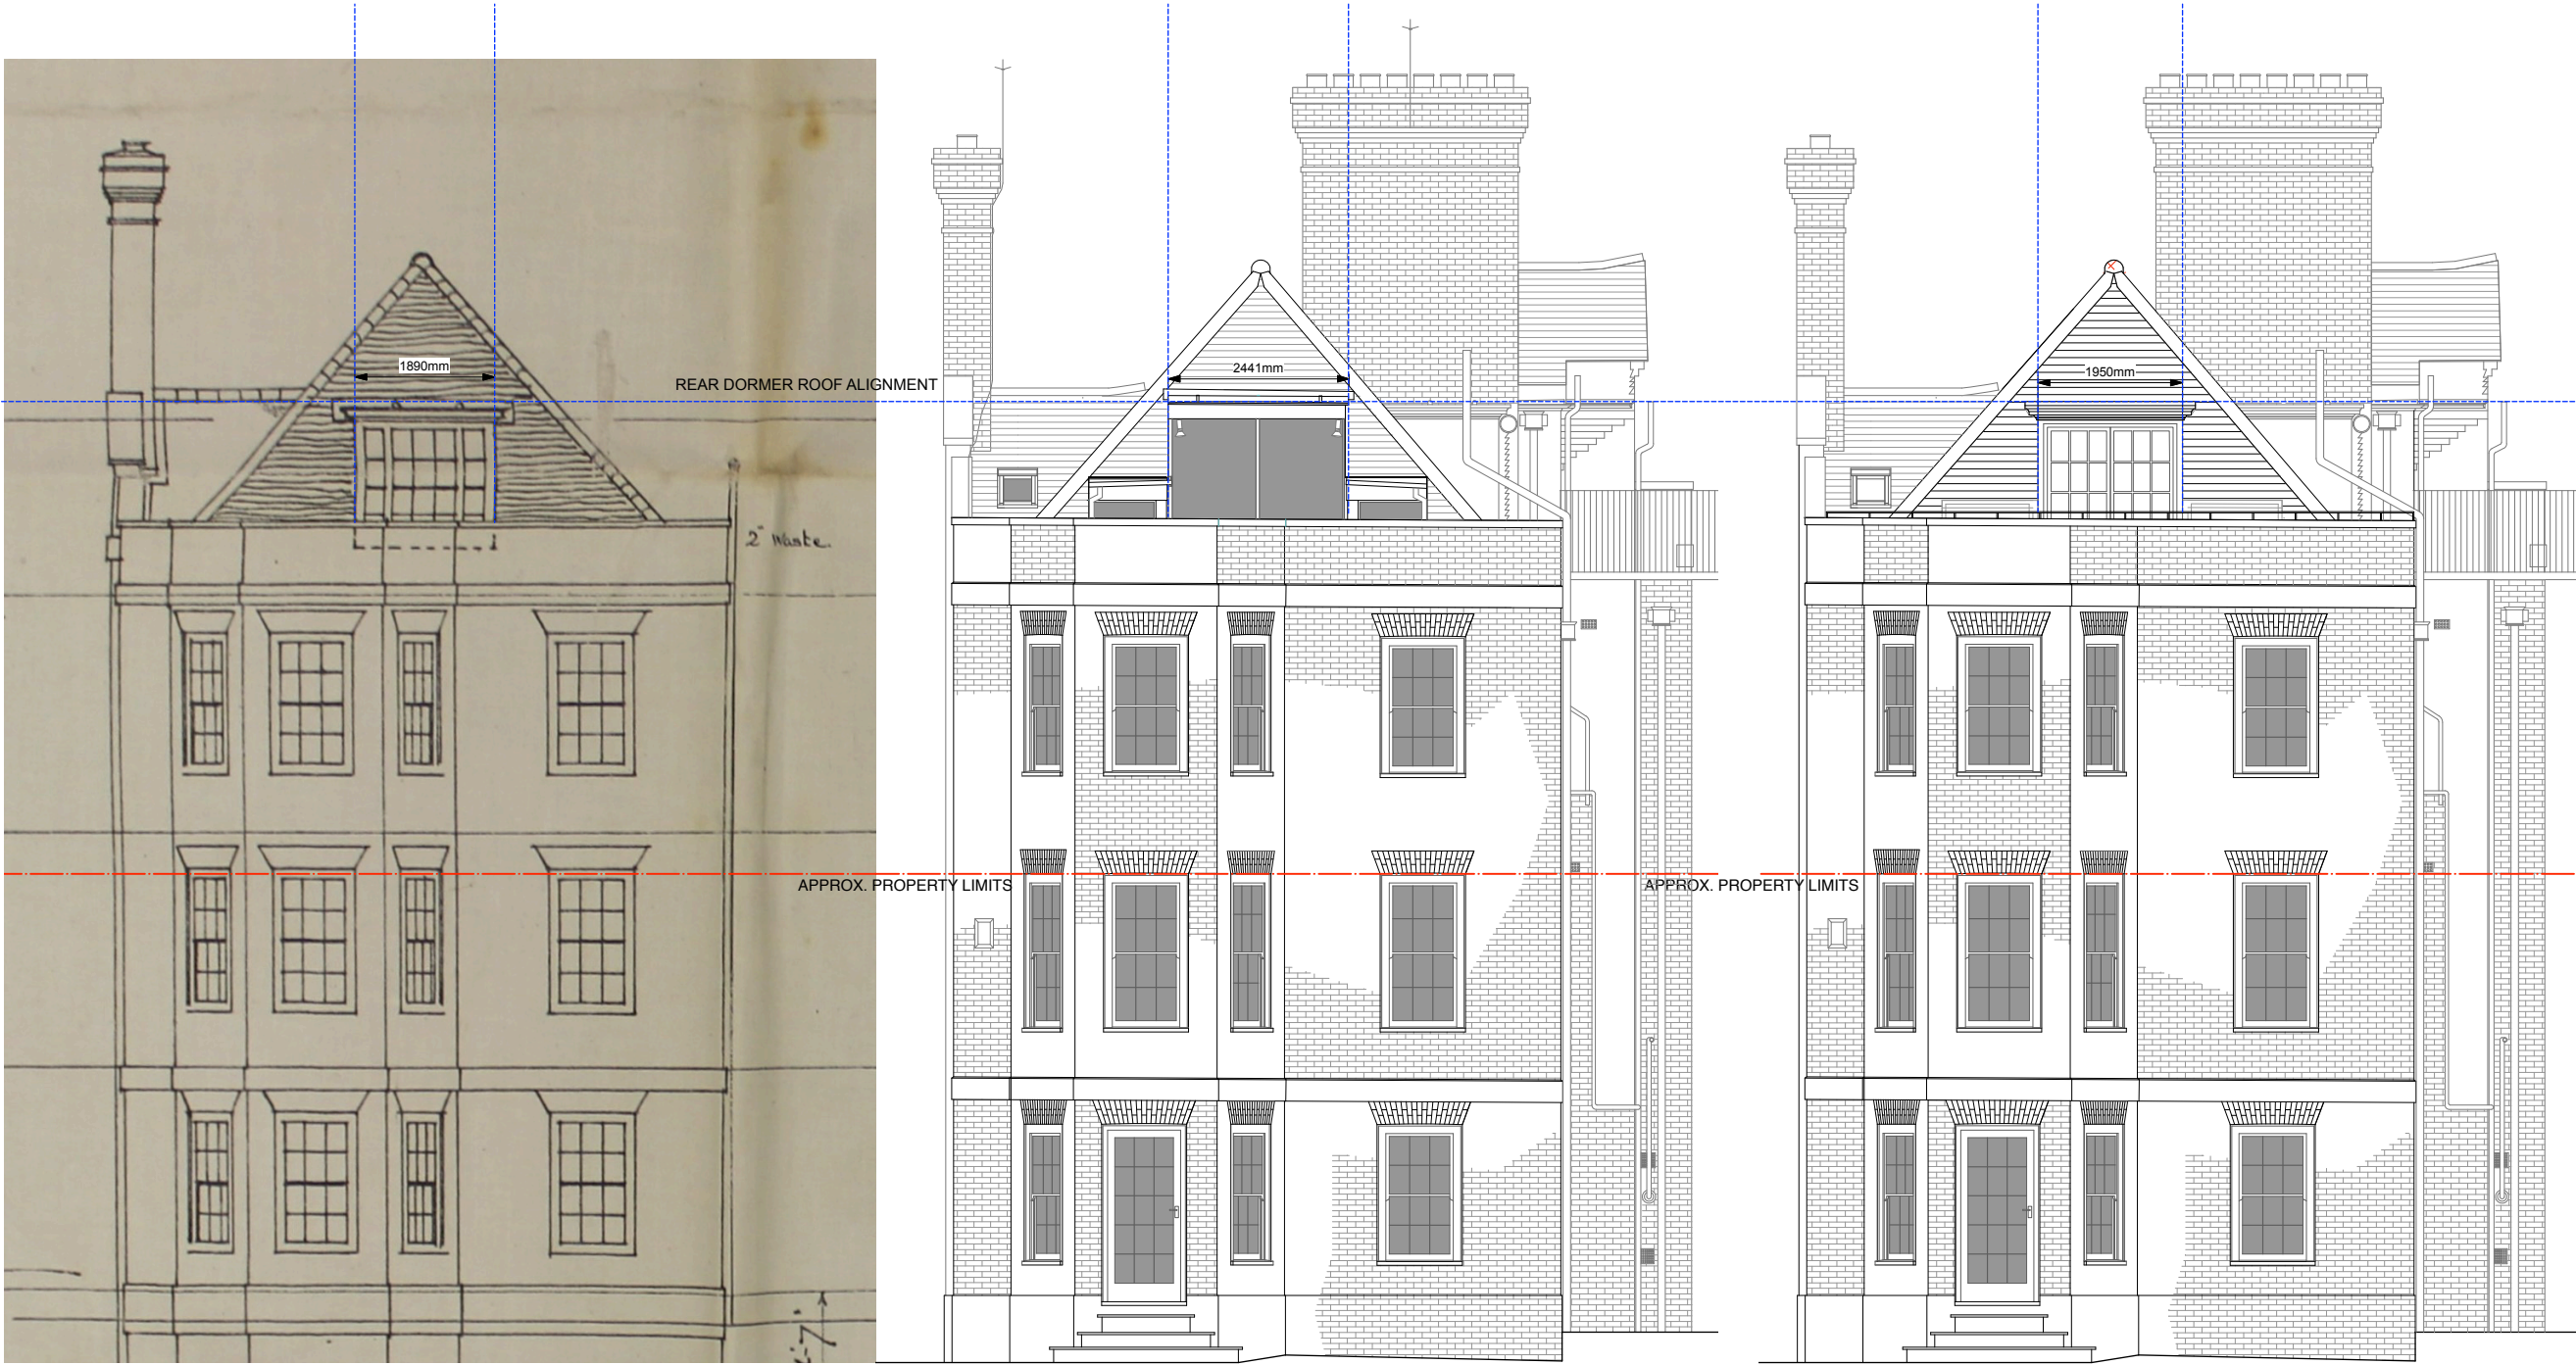 1890mm
REAR DORMER ROOF ALIGNMENT
2441mm
1950mm
2" Waste.
APPROX. PROPERTY LIMITS
APPROX. PROPERTY LIMITS